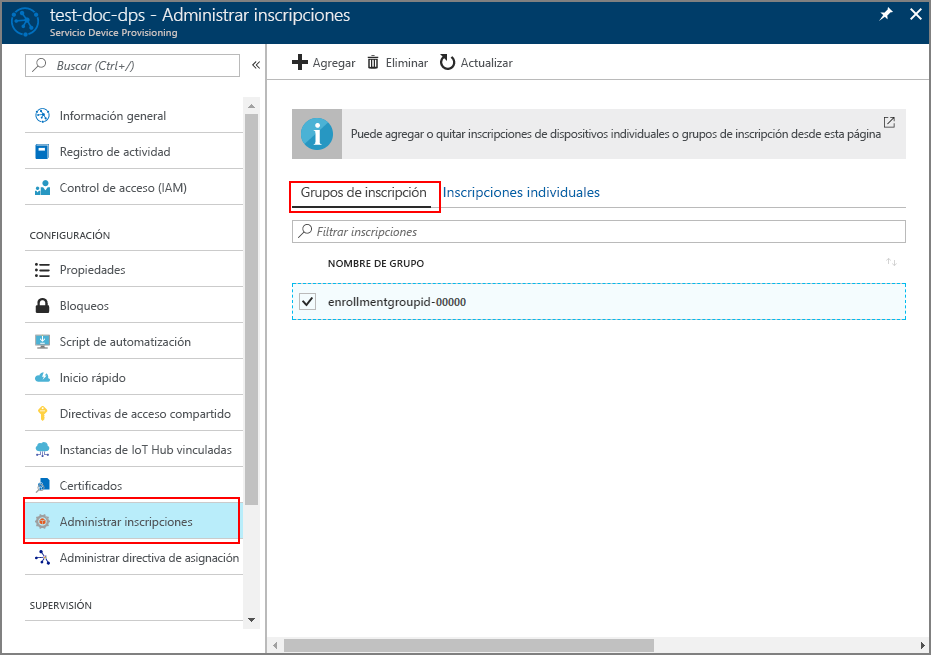 test-doc-dps - Administrar inscripciones
Servicio Device Provisioning
Buscar (Ctrl+/)
«
Información general
Registro de actividad
Control de acceso (IAM)
CONFIGURACIÓN
Propiedades
Bloqueos
Script de automatización
Inicio rápido
Directivas de acceso compartido
Instancias de IoT Hub vinculadas
Certificados
Administrar inscripciones
Administrar directiva de asignación
SUPERVISIÓN
Agregar Eliminar Actualizar
Puede agregar o quitar inscripciones de dispositivos individuales o grupos de inscripción desde esta página
Grupos de inscripción Inscripciones individuales
Filtrar inscripciones
NOMBRE DE GRUPO
enrollmentgroupid-00000